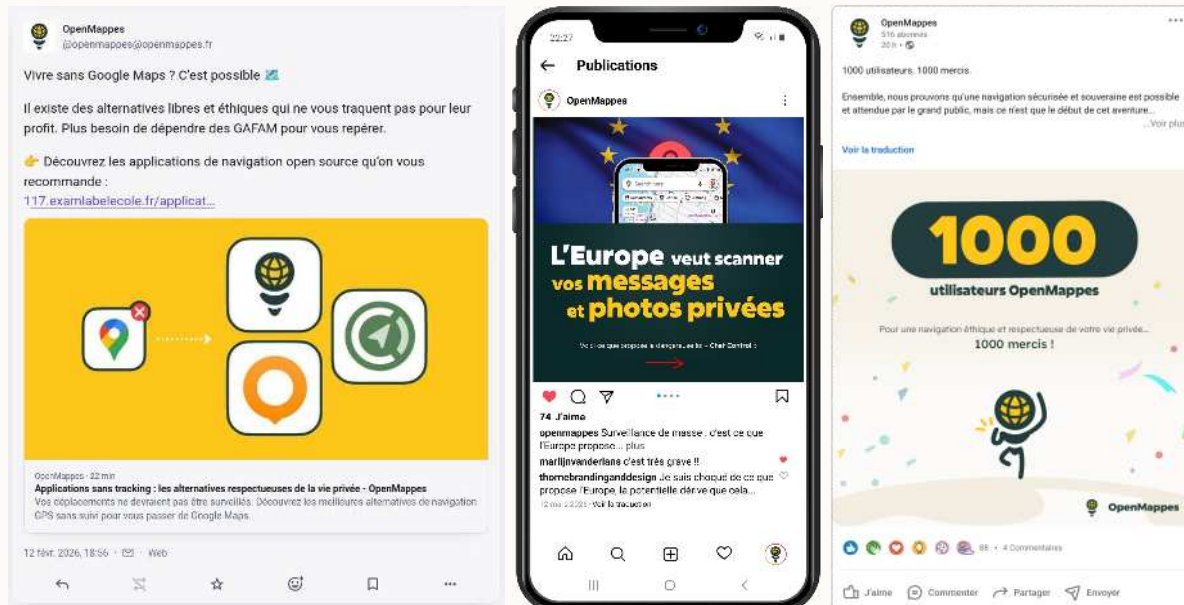 OpenMappes
@openmappes@openmappes.fr
Vivre sans Google Maps ? C'est possible 🗺️
Il existe des alternatives libres et éthiques qui ne vous traquent pas pour leur
profit. Plus besoin de dépendre des GAFAM pour vous repérer.
👉 Découvrez les applications de navigation open source qu'on vous
recommande :
117.examlabelecole.fr/applicat...
OpenMappes · 22 min
Applications sans tracking : les alternatives respectueuses de la vie privée - OpenMappes
Vos déplacements ne devraient pas être surveillés. Découvrez les meilleures alternatives de navigation
GPS sans suivi pour vous passer de Google Maps.
12 févr. 2026, 18:56 · Web
22:27
Publications
OpenMappes
Search here
L'Europe veut scanner
vos messages
et photos privées
Chat Control
74 J'aime
openmappes Surveillance de masse : c'est ce que
l'Europe propose... plus
marlijnvanderlans c'est très grave !!
thornebrandinganddesign Je suis choqué de ce que
propose l'Europe, la potentielle dérive que cela...
2026 · Voir la traduction
OpenMappes
516 abonnés
20 h
1000 utilisateurs, 1000 mercis.
Ensemble, nous prouvons qu'une navigation sécurisée et souveraine est possible
et attendue par le grand public, mais ce n'est que le début de cet aventure...
...Voir plus
Voir la traduction
1000
utilisateurs OpenMappes
Pour une navigation éthique et respectueuse de votre vie privée...
1000 mercis !
OpenMappes
4 Commentaires
J'aime
Commenter
Partager
Envoyer